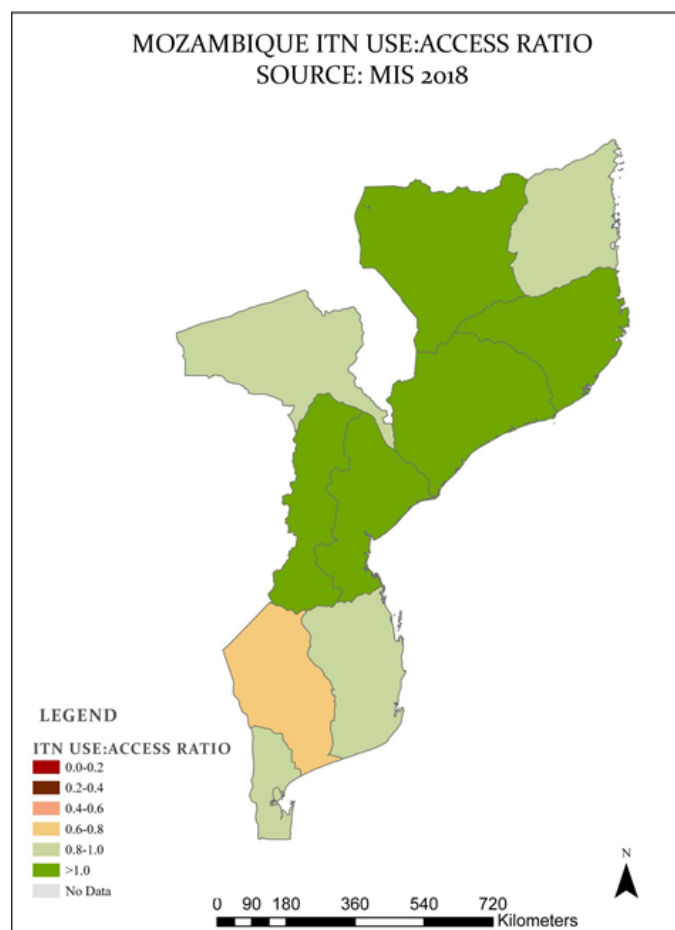 MOZAMBIQUE ITN USE:ACCESS RATIO
SOURCE: MIS 2018
LEGEND
ITN USE:ACCESS RATIO
0.0-0.2
0.2-0.4
0.4-0.6
0.6-0.8
0.8-1.0
>1.0
No Data
N
0 90 180 360 540 720
Kilometers